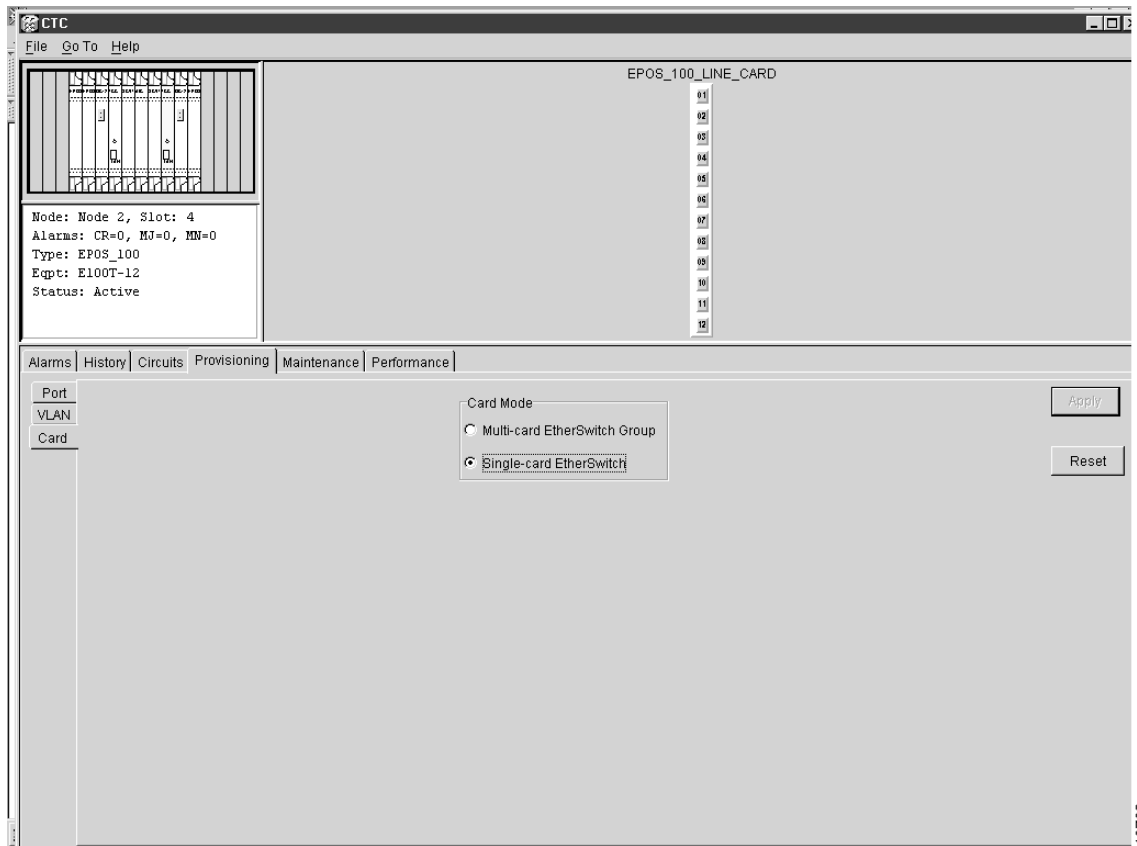 CTC
File Go To Help
EPOS_100_LINE_CARD
01
02
03
04
05
06
07
08
09
10
11
12
Node: Node 2, Slot: 4
Alarms: CR=0, MJ=0, MN=0
Type: EPOS_100
Eqpt: E100T-12
Status: Active
Alarms History Circuits Provisioning Maintenance Performance
Port
VLAN
Card
Card Mode
Multi-card EtherSwitch Group
Single-card EtherSwitch
Apply
Reset